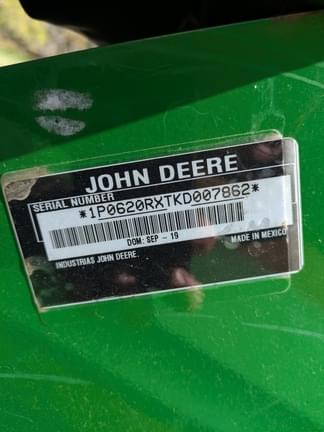 JOHN DEERE
SERIAL NUMBER
*1P0620RXTKD007862*
DOM: SEP - 19
MADE IN MEXICO
INDUSTRIAS JOHN DEERE.